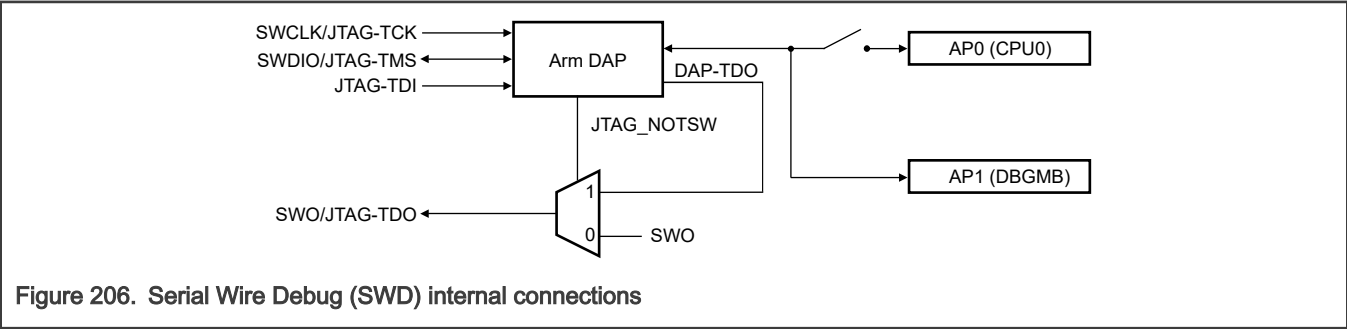 SWCLK/JTAG-TCK
SWDIO/JTAG-TMS
JTAG-TDI
Arm DAP
DAP-TDO
AP0 (CPU0)
JTAG_NOTSW
AP1 (DBGMB)
1
SWO/JTAG-TDO
0
SWO
Figure 206. Serial Wire Debug (SWD) internal connections